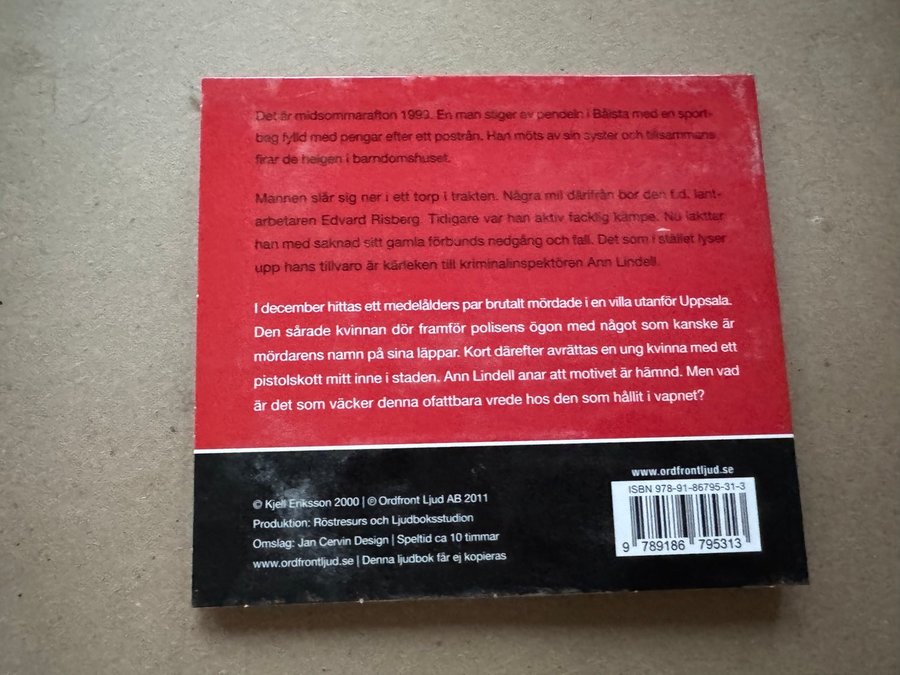 Det är midsommarafton 1993. En man stiger av pendeln i Bålsta med en sport-
bag fylld med pengar efter ett postrån. Han möts av sin syster och tillsammans
firar de helgen i barndomshuset.
Mannen slår sig ner i ett torp i trakten. Några mil därifrån bor den f.d. lant-
arbetaren Edvard Risberg. Tidigare var han aktiv facklig kämpe. Nu iakttar
han med saknad sitt gamla förbunds nedgång och fall. Det som i stället lyser
upp hans tillvaro är kärleken till kriminalinspektören Ann Lindell.
I december hittas ett medelålders par brutalt mördade i en villa utanför Uppsala.
Den sårade kvinnan dör framför polisens ögon med något som kanske är
mördarens namn på sina läppar. Kort därefter avrättas en ung kvinna med ett
pistolskott mitt inne i staden. Ann Lindell anar att motivet är hämnd. Men vad
är det som väcker denna ofattbara vrede hos den som hållit i vapnet?
© Kjell Eriksson 2000 | ℗ Ordfront Ljud AB 2011
Produktion: Röstresurs och Ljudboksstudion
Omslag: Jan Cervin Design | Speltid ca 10 timmar
www.ordfrontljud.se | Denna ljudbok får ej kopieras
www.ordfrontljud.se
ISBN 978-91-86795-31-3
9 789186 795313